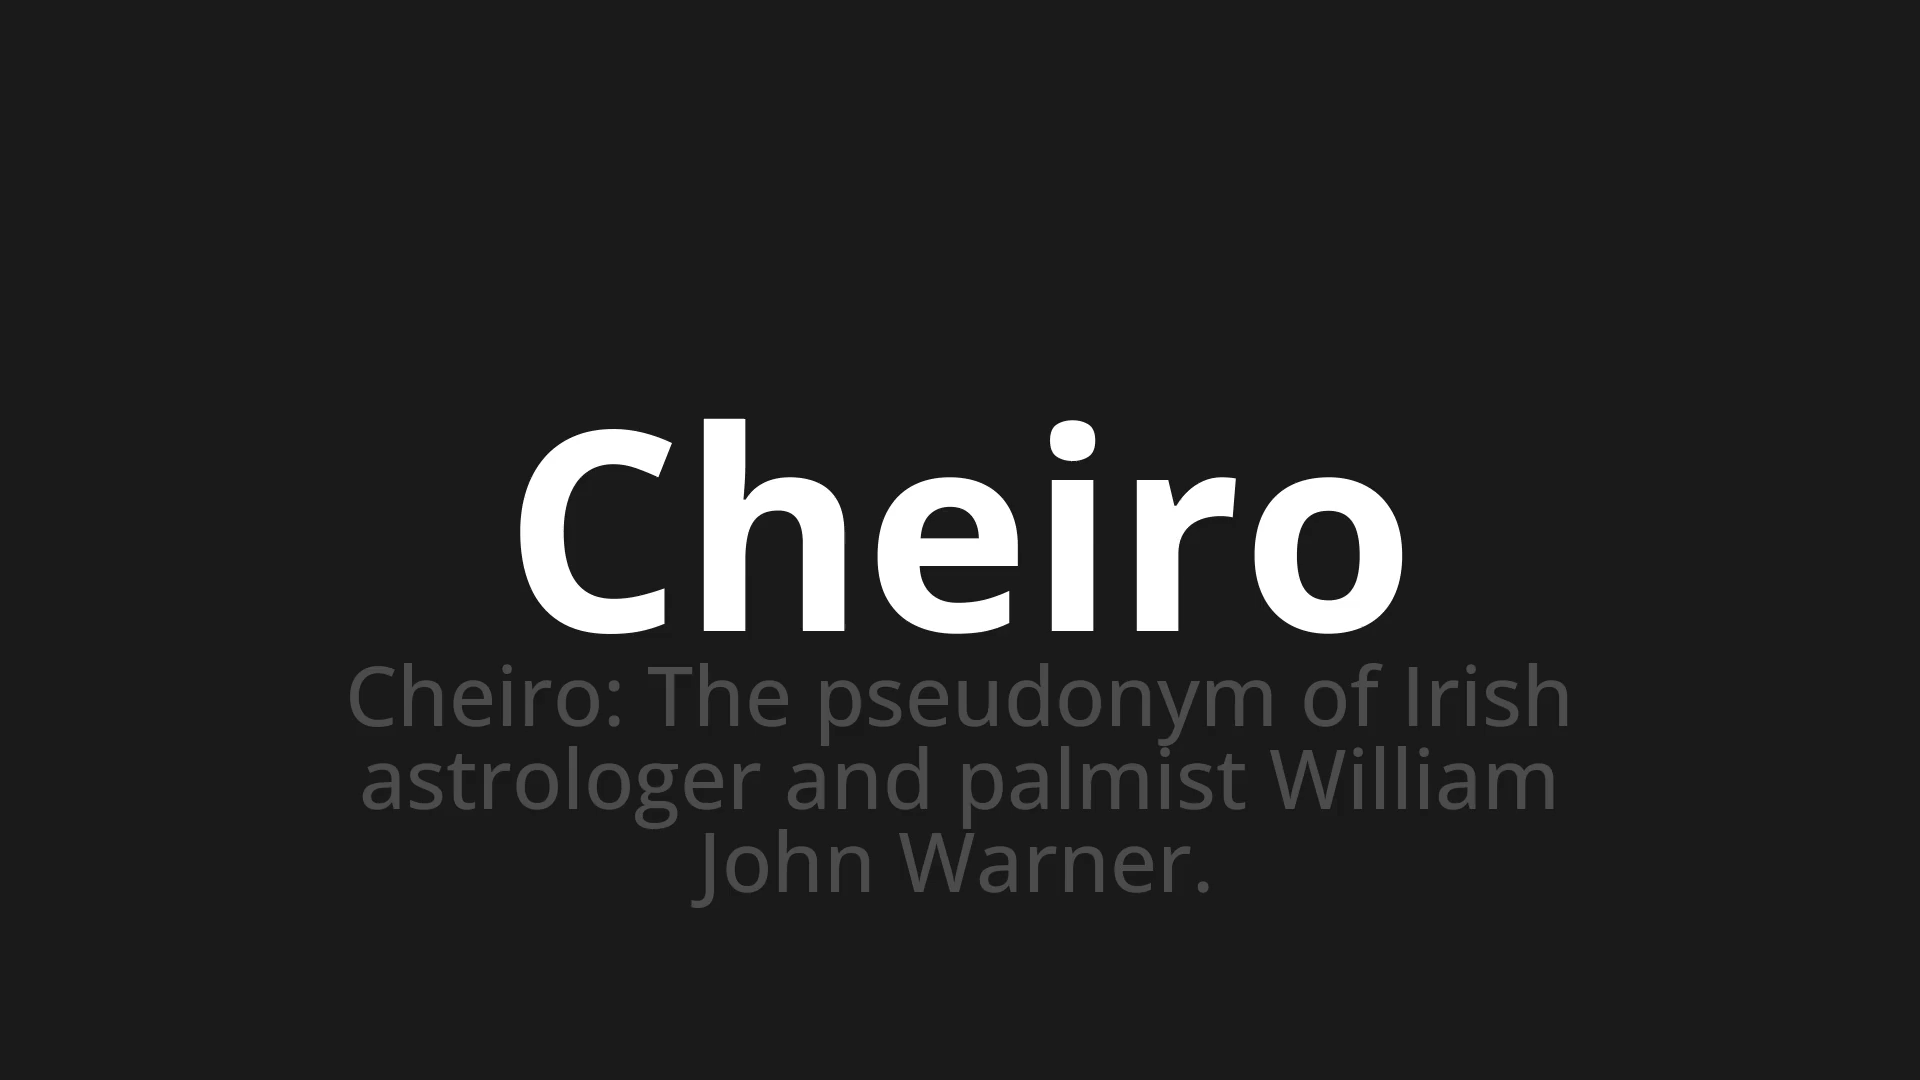 Cheiro
Cheiro: The pseudonym of Irish
astrologer and palmist William
John Warner.